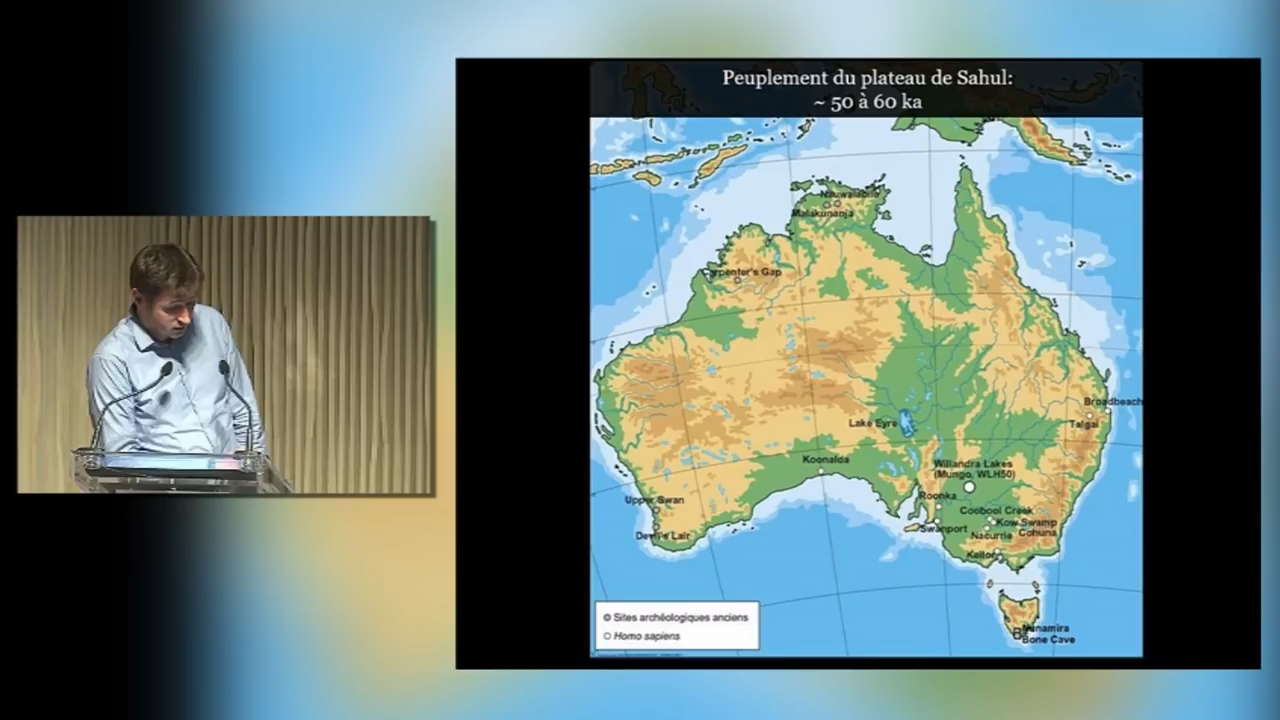 Peuplement du plateau de Sahul:
~ 50 à 60 ka
Malakunanja
Carpenter's Gap
Broadbeach
Talgai
Lake Eyre
Koonalda
Willandra Lakes
(Mungo, WLH50)
Roonka
Upper Swan
Coobool Creek
Kow Swamp
Swanport
Cohuna
Nacurrie
Devil's Lair
Keilor
Sites archéologiques anciens
Homo sapiens
Bone Cave